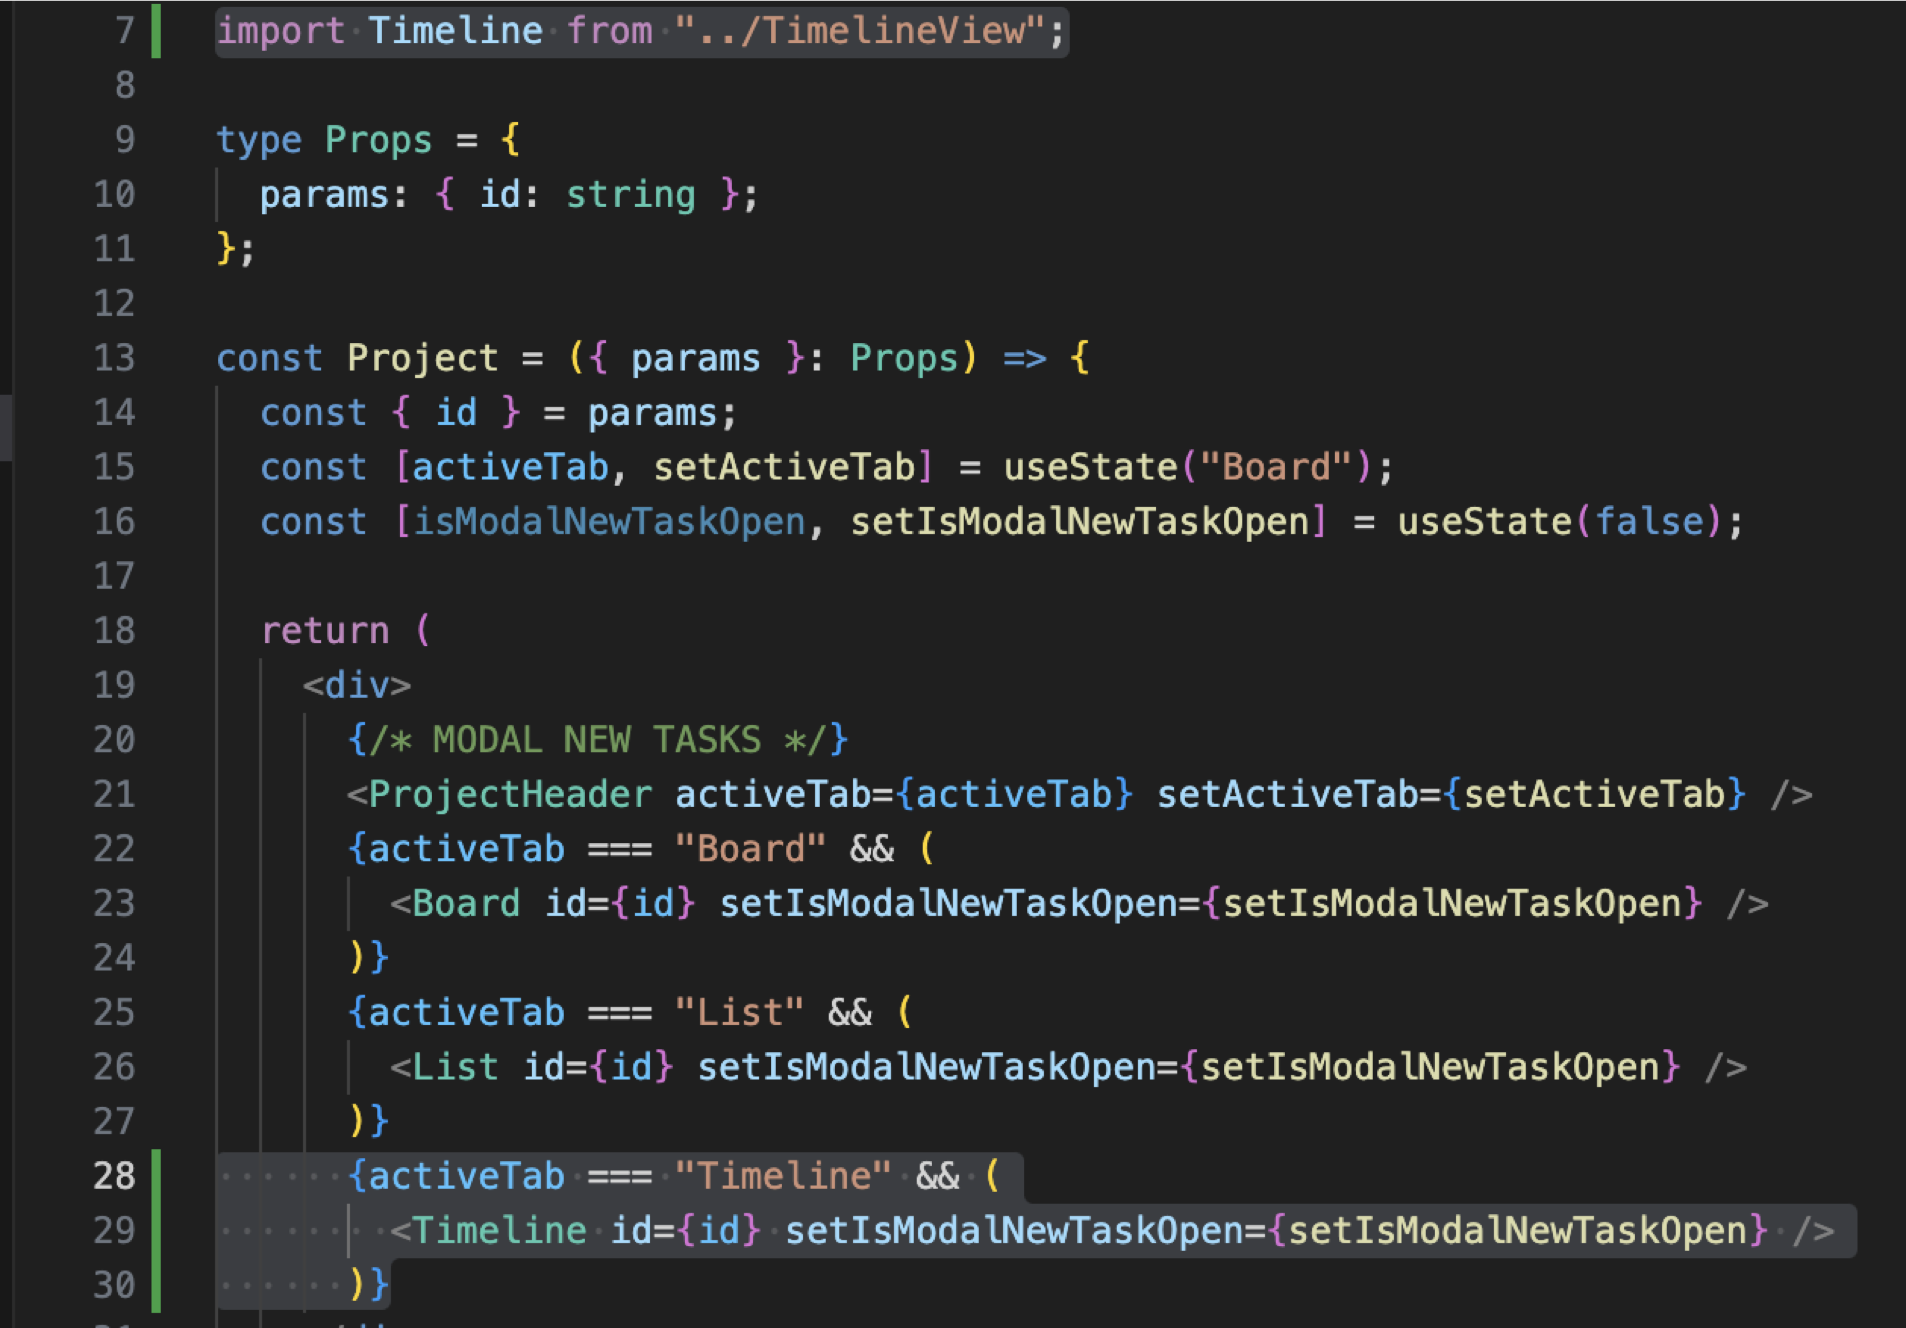 7 import Timeline from "../TimelineView";
8
9 type Props = {
10   params: { id: string };
11 };
12
13 const Project = ({ params }: Props) => {
14   const { id } = params;
15   const [activeTab, setActiveTab] = useState("Board");
16   const [isModalNewTaskOpen, setIsModalNewTaskOpen] = useState(false);
17
18   return (
19     <div>
20       {/* MODAL NEW TASKS */}
21       <ProjectHeader activeTab={activeTab} setActiveTab={setActiveTab} />
22       {activeTab === "Board" && (
23         <Board id={id} setIsModalNewTaskOpen={setIsModalNewTaskOpen} />
24       )}
25       {activeTab === "List" && (
26         <List id={id} setIsModalNewTaskOpen={setIsModalNewTaskOpen} />
27       )}
28       {activeTab === "Timeline" && (
29         <Timeline id={id} setIsModalNewTaskOpen={setIsModalNewTaskOpen} />
30       )}